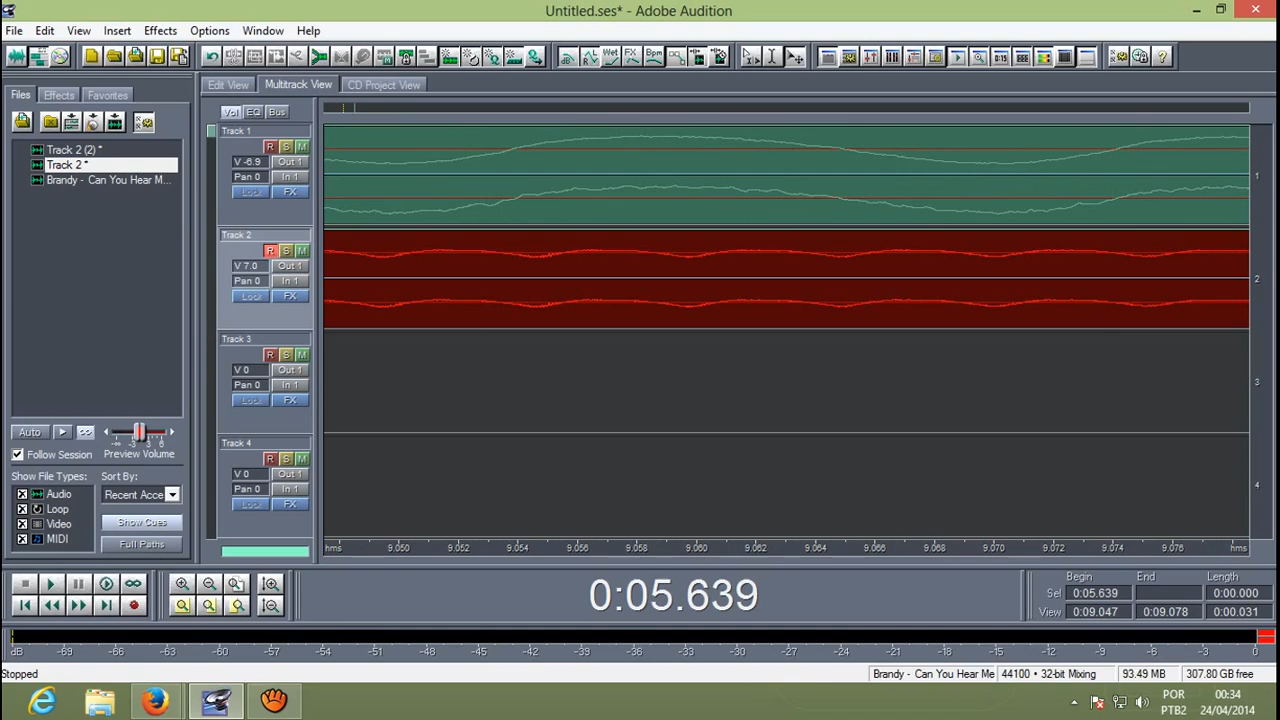 Untitled.ses* - Adobe Audition
File Edit View Insert Effects Options Window Help
Edit View Multitrack View CD Project View
Files Effects Favorites
Track 2 (2) *
Track 2 *
Brandy - Can You Hear M...
Auto
Follow Session
Preview Volume
-∞ -3 3 6
Show File Types: Sort By:
Audio
Loop
Video
MIDI
Recent Acce
Show Cues
Full Paths
Vol EQ Bus
Track 1
R S M
V -6.9 Out 1
Pan 0 In 1
Lock FX
1
Track 2
R S M
V 7.0 Out 1
Pan 0 In 1
Lock FX
2
Track 3
R S M
V 0 Out 1
Pan 0 In 1
Lock FX
3
Track 4
R S M
V 0 Out 1
Pan 0 In 1
Lock FX
4
hms 9.050 9.052 9.054 9.056 9.058 9.060 9.062 9.064 9.066 9.068 9.070 9.072 9.074 9.076 hms
0:05.639
Begin End Length
Sel 0:05.639 0:00.000
View 0:09.047 0:09.078 0:00.031
dB -69 -66 -63 -60 -57 -54 -51 -48 -45 -42 -39 -36 -33 -30 -27 -24 -21 -18 -15 -12 -9 -6 -3 0
Stopped
Brandy - Can You Hear Me 44100 • 32-bit Mixing 93.49 MB 307.80 GB free
POR 00:34
PTB2 24/04/2014